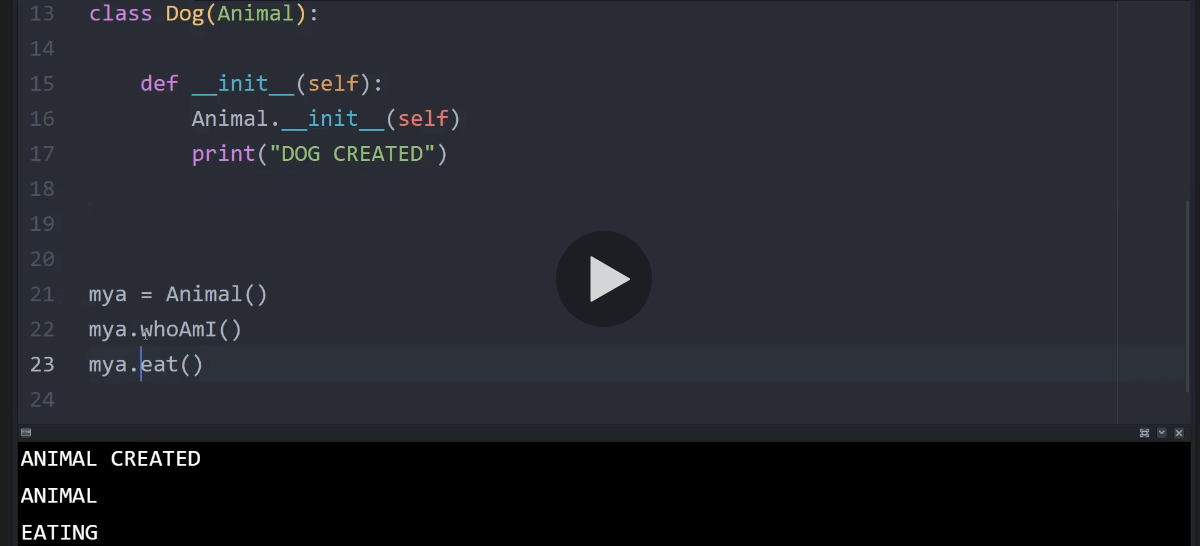 13 class Dog(Animal):
14
15 def __init__(self):
16 Animal.__init__(self)
17 print("DOG CREATED")
18
19
20
21 mya = Animal()
22 mya.whoAmI()
23 mya.eat()
24
ANIMAL CREATED
ANIMAL
EATING